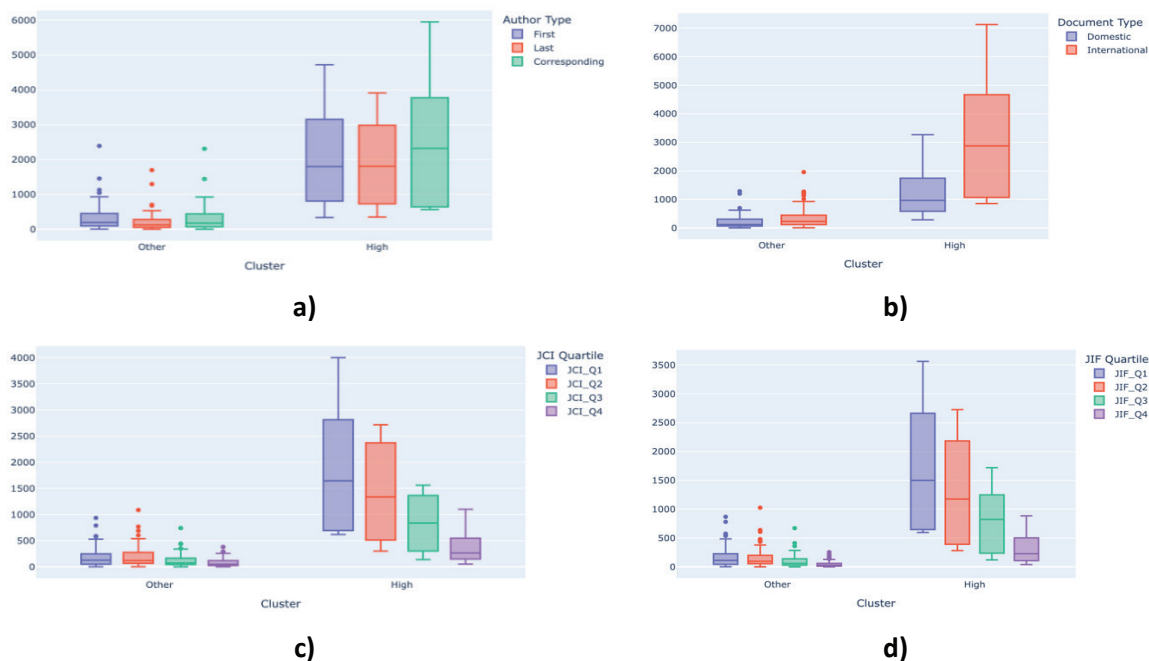 Author Type
First
Last
Corresponding
6000
5000
4000
3000
2000
1000
0
Other
High
Cluster
a)
Document Type
Domestic
International
7000
6000
5000
4000
3000
2000
1000
0
Other
High
Cluster
b)
JCI Quartile
JCI_Q1
JCI_Q2
JCI_Q3
JCI_Q4
4000
3500
3000
2500
2000
1500
1000
500
0
Other
High
Cluster
c)
JIF Quartile
JIF_Q1
JIF_Q2
JIF_Q3
JIF_Q4
3500
3000
2500
2000
1500
1000
500
0
Other
High
Cluster
d)